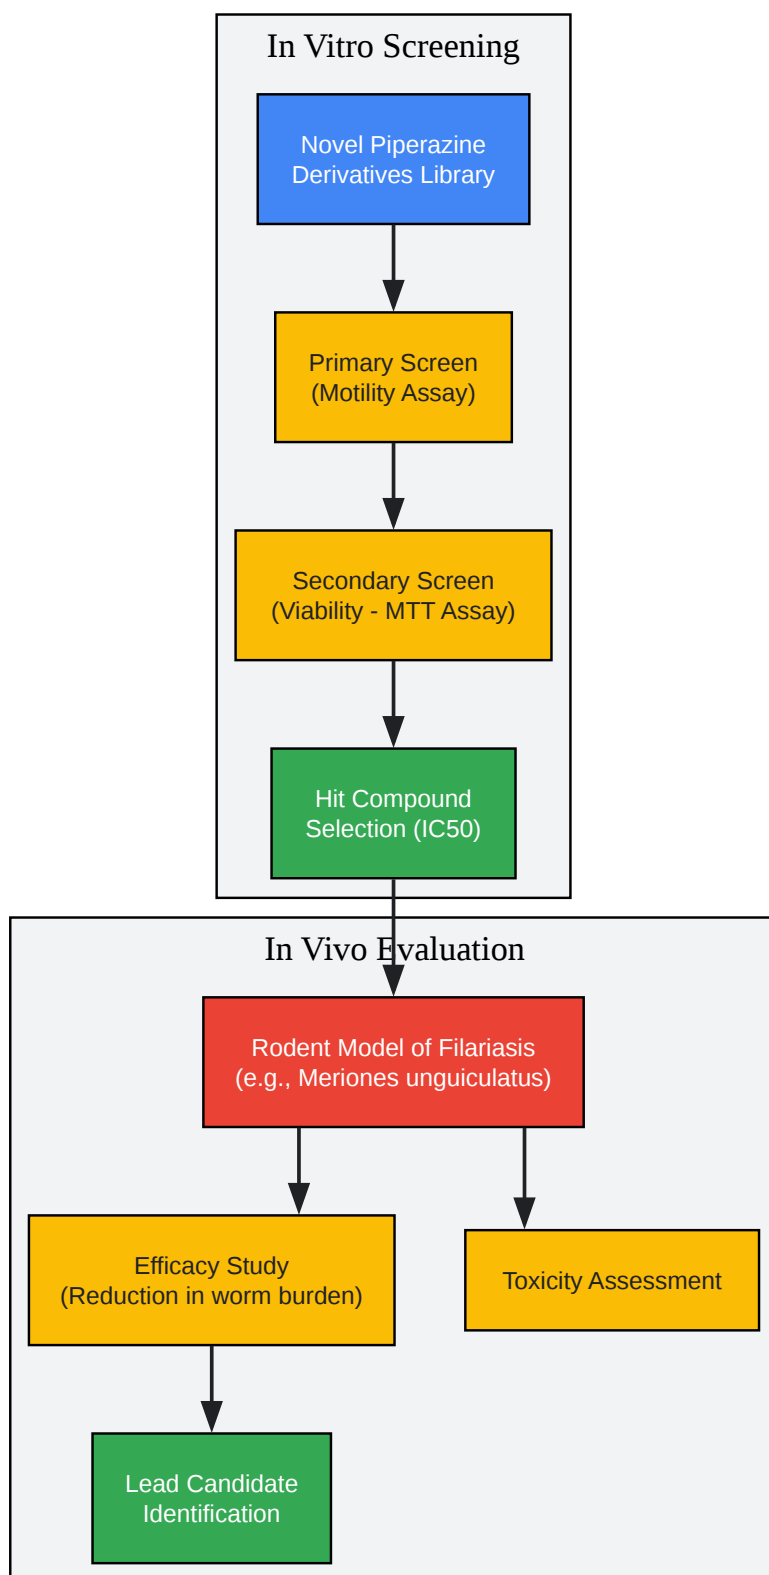 In Vitro Screening
Novel Piperazine
Derivatives Library
Primary Screen
(Motility Assay)
Secondary Screen
(Viability - MTT Assay)
Hit Compound
Selection (IC50)
In Vivo Evaluation
Rodent Model of Filariasis
(e.g., Meriones unguiculatus)
Efficacy Study
(Reduction in worm burden)
Toxicity Assessment
Lead Candidate
Identification